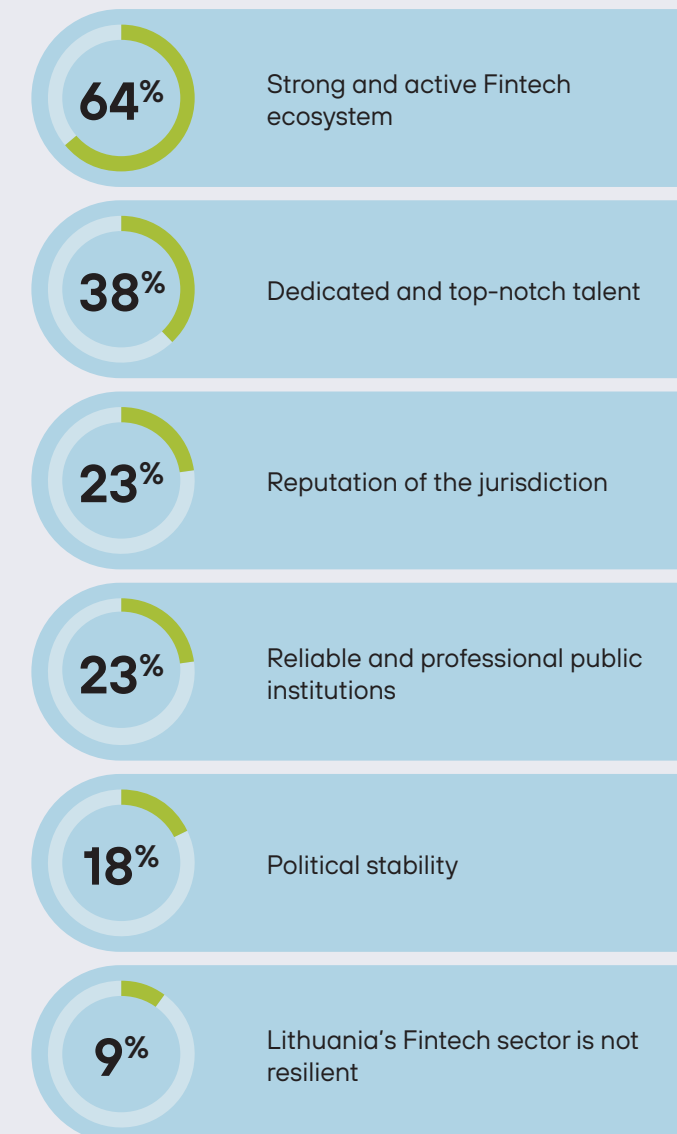 64%
Strong and active Fintech
ecosystem
38%
Dedicated and top-notch talent
23%
Reputation of the jurisdiction
23%
Reliable and professional public
institutions
18%
Political stability
9%
Lithuania’s Fintech sector is not
resilient